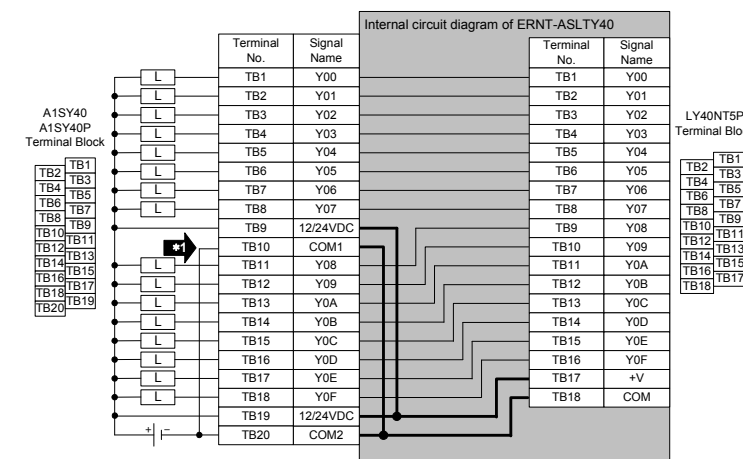 Internal circuit diagram of ERNT-ASLTY40
Terminal No. Signal Name Terminal No. Signal Name
L TB1 Y00 TB1 Y00
L TB2 Y01 TB2 Y01
L TB3 Y02 TB3 Y02
L TB4 Y03 TB4 Y03
L TB5 Y04 TB5 Y04
L TB6 Y05 TB6 Y05
L TB7 Y06 TB7 Y06
L TB8 Y07 TB8 Y07
TB9 12/24VDC TB9 Y08
*1 TB10 COM1 TB10 Y09
L TB11 Y08 TB11 Y0A
L TB12 Y09 TB12 Y0B
L TB13 Y0A TB13 Y0C
L TB14 Y0B TB14 Y0D
L TB15 Y0C TB15 Y0E
L TB16 Y0D TB16 Y0F
L TB17 Y0E TB17 +V
L TB18 Y0F TB18 COM
TB19 12/24VDC
+ − TB20 COM2
A1SY40
A1SY40P
Terminal Block
TB1
TB2
TB3
TB4
TB5
TB6
TB7
TB8
TB9
TB10
TB11
TB12
TB13
TB14
TB15
TB16
TB17
TB18
TB19
TB20
LY40NT5P
Terminal Bloc
TB1
TB2
TB3
TB4
TB5
TB6
TB7
TB8
TB9
TB10
TB11
TB12
TB13
TB14
TB15
TB16
TB17
TB18